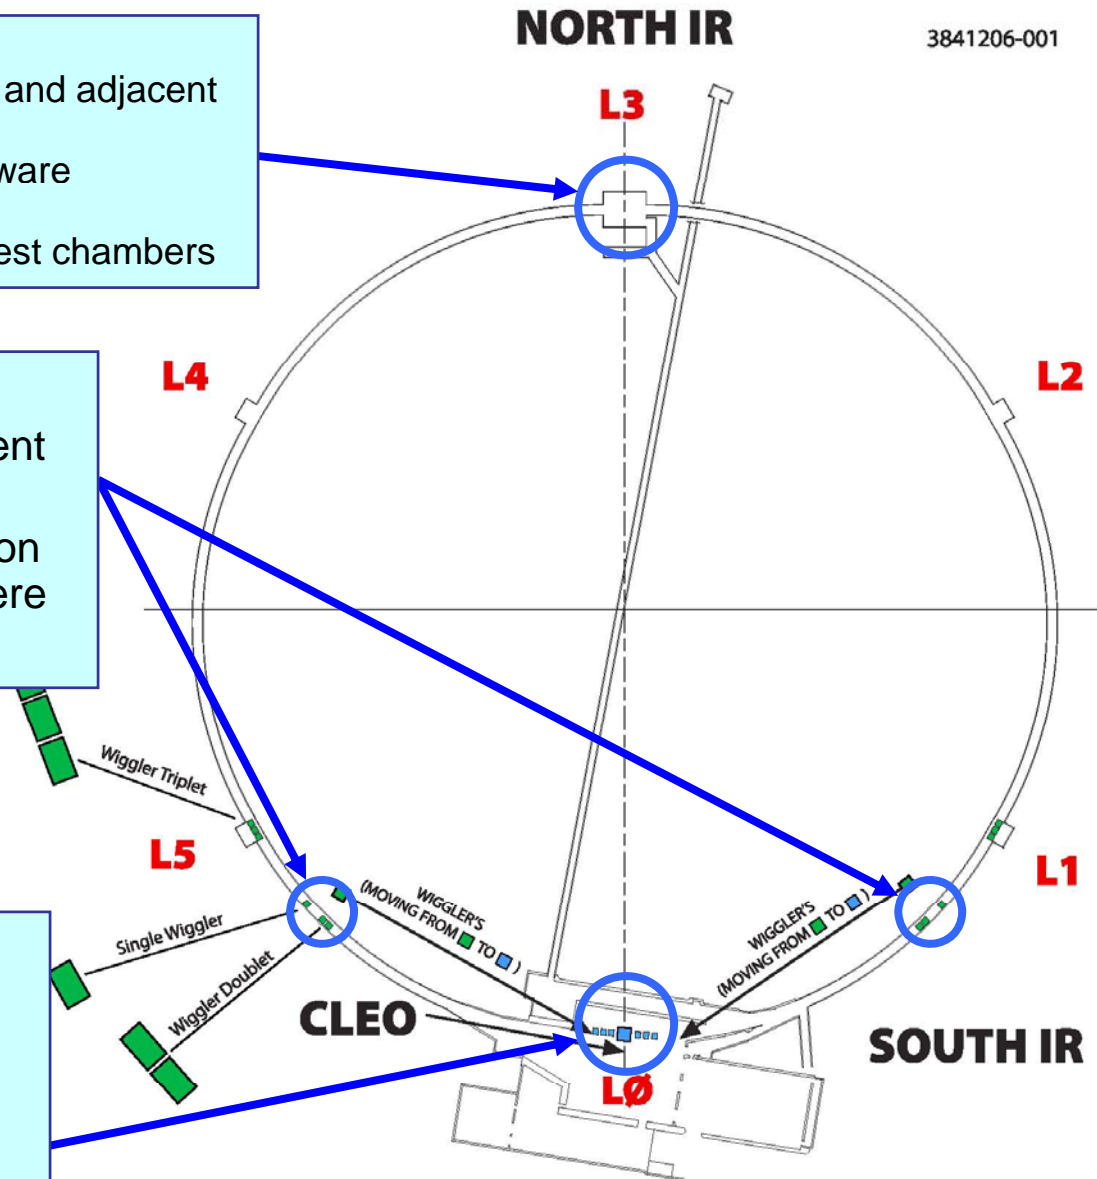 NORTH IR
3841206-001
and adjacent
ware
est chambers
L3
L4
L2
ent
on
ere
Wiggler Triplet
L5
L1
WIGGLER'S
(MOVING FROM TO )
WIGGLER'S
(MOVING FROM TO )
Single Wiggler
Wiggler Doublet
CLEO
SOUTH IR
LØ